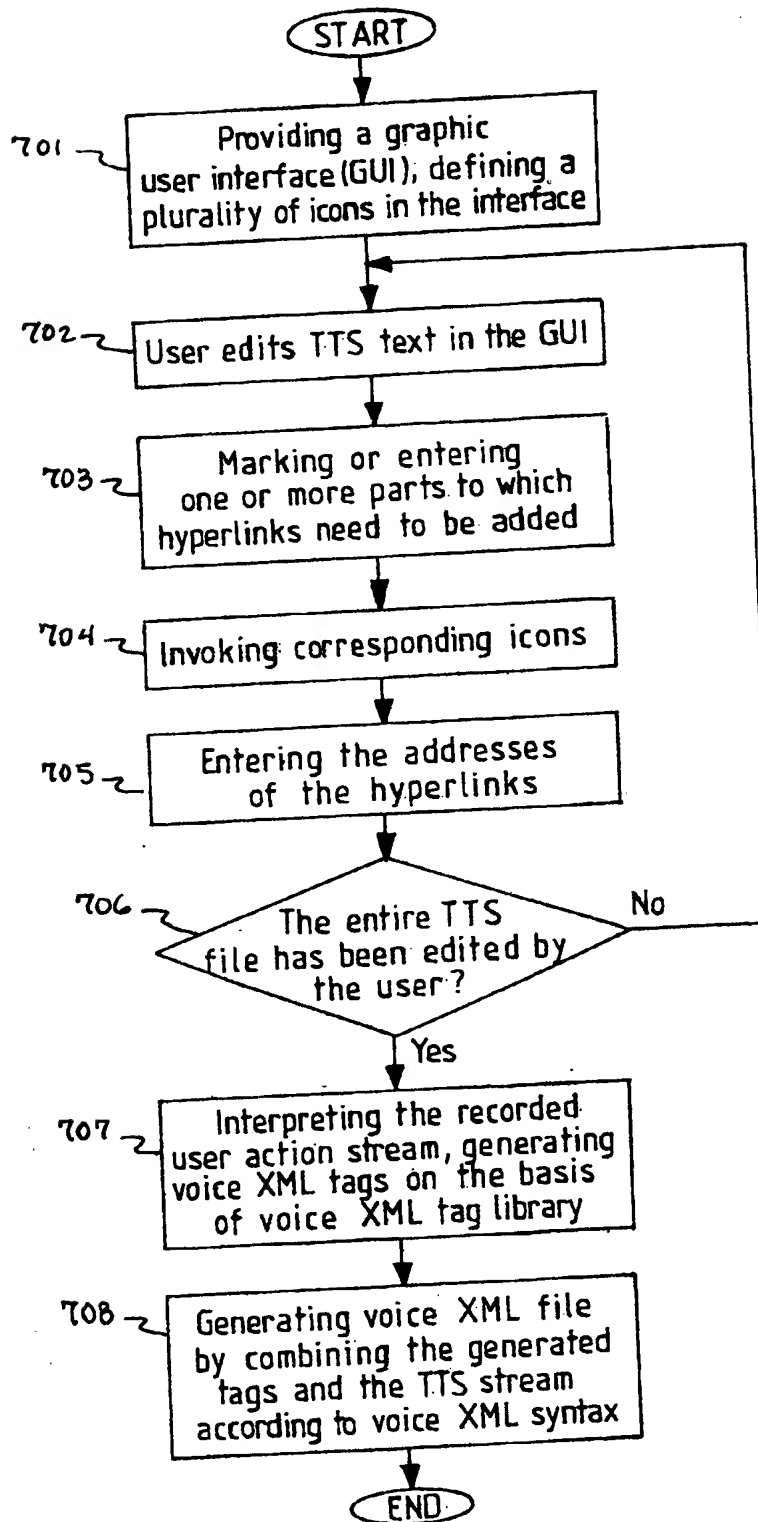 START
701
Providing a graphic
user interface (GUI), defining a
plurality of icons in the interface
702
User edits TTS text in the GUI
703
Marking or entering
one or more parts to which
hyperlinks need to be added
704
Invoking corresponding icons
705
Entering the addresses
of the hyperlinks
706
The entire TTS
file has been edited by
the user?
No
Yes
707
Interpreting the recorded
user action stream, generating
voice XML tags on the basis
of voice XML tag library
708
Generating voice XML file
by combining the generated
tags and the TTS stream
according to voice XML syntax
END